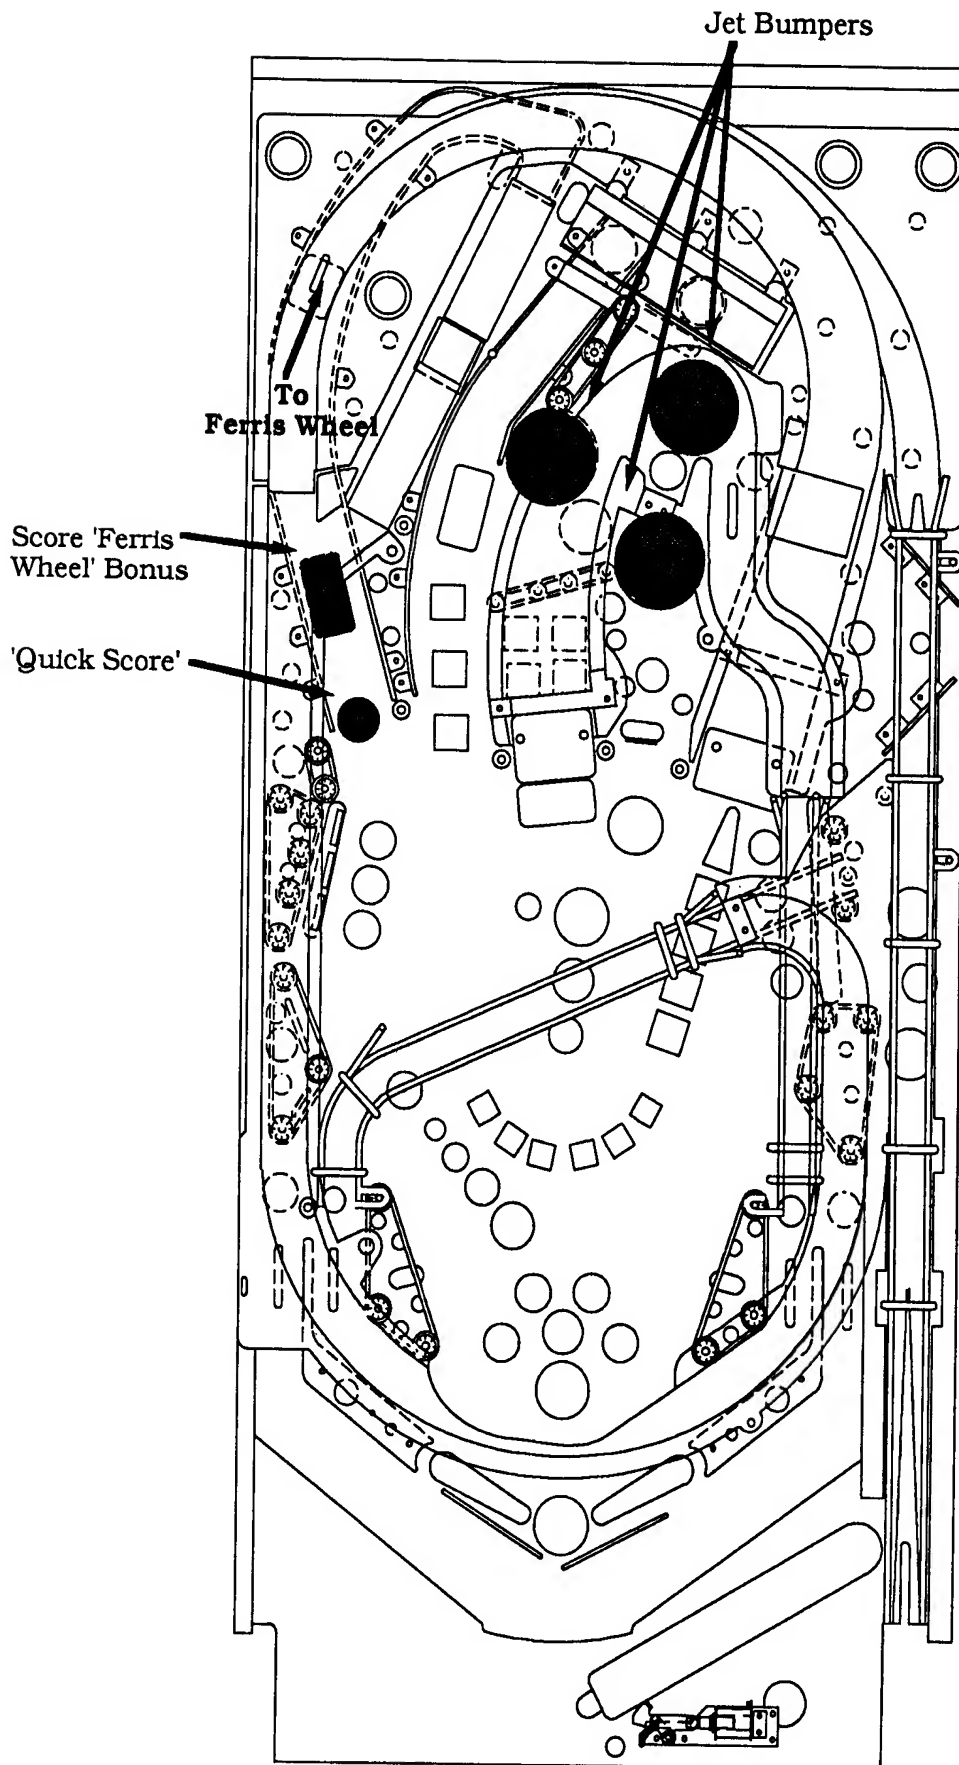 Jet Bumpers
To
Ferris Wheel
Score 'Ferris
Wheel' Bonus
'Quick Score'